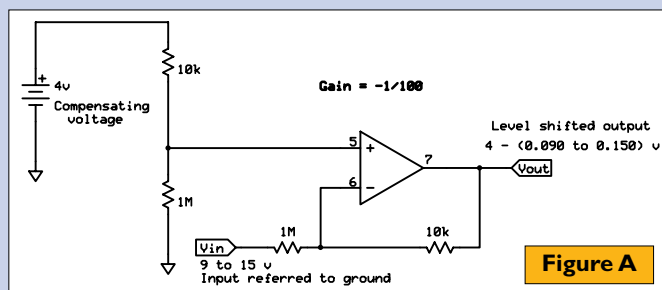 10k
+
4v
Compensating
voltage
Gain = -1/100
Level shifted output
4 - (0.090 to 0.150) v
5
+
7
Vout
6
-
1M
1M
10k
Vin
9 to 15 v
Input referred to ground
Figure A